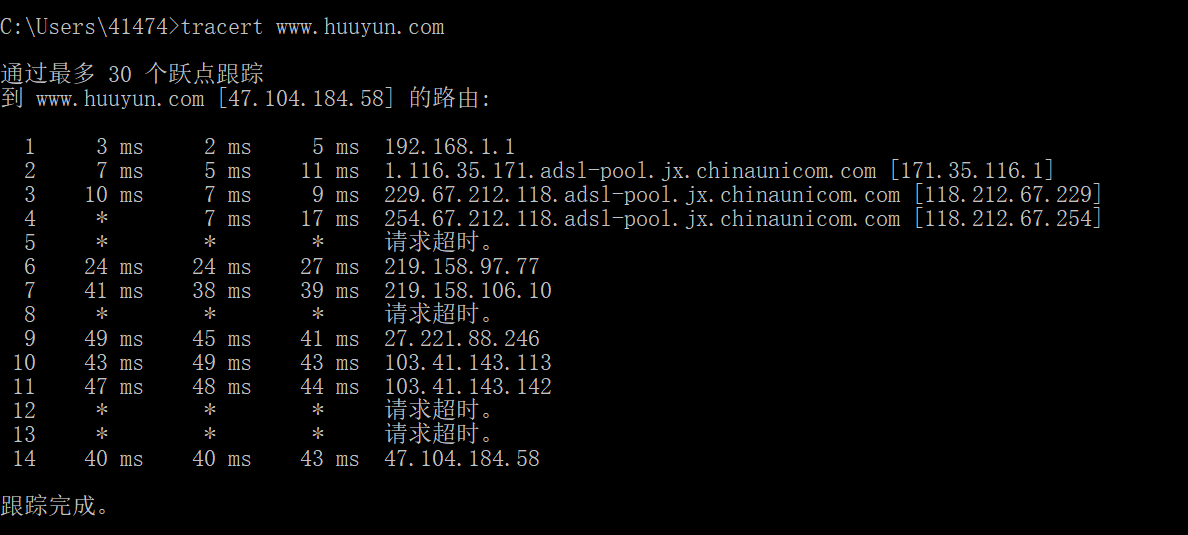 C:\Users\41474>tracert www.huuyun.com
通过最多 30 个跃点跟踪
到 www.huuyun.com [47.104.184.58] 的路由:
1 3 ms 2 ms 5 ms 192.168.1.1
2 7 ms 5 ms 11 ms 1.116.35.171.adsl-pool.jx.chinaunicom.com [171.35.116.1]
3 10 ms 7 ms 9 ms 229.67.212.118.adsl-pool.jx.chinaunicom.com [118.212.67.229]
4 * 7 ms 17 ms 254.67.212.118.adsl-pool.jx.chinaunicom.com [118.212.67.254]
5 * * * 请求超时。
6 24 ms 24 ms 27 ms 219.158.97.77
7 41 ms 38 ms 39 ms 219.158.106.10
8 * * * 请求超时。
9 49 ms 45 ms 41 ms 27.221.88.246
10 43 ms 49 ms 43 ms 103.41.143.113
11 47 ms 48 ms 44 ms 103.41.143.142
12 * * * 请求超时。
13 * * * 请求超时。
14 40 ms 40 ms 43 ms 47.104.184.58
跟踪完成。